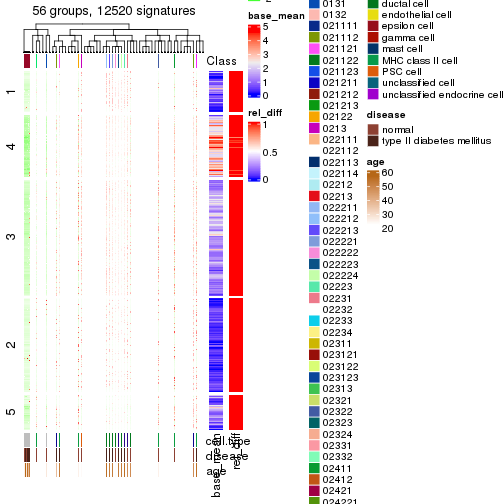 56 groups, 12520 signatures
Class
1
4
3
2
5
cell.type
disease
age
base_mean
rel_diff
2
base_mean
5
4
3
2
1
0
rel_diff
1
0.5
0
0131
0132
021111
021112
021121
021122
021123
021211
021212
021213
02122
0213
022111
022112
022113
022114
02212
02213
022211
022212
022213
022221
022222
022223
022224
02223
02231
02232
02233
02234
02311
023121
023122
023123
02313
02321
02322
02323
02324
02331
02332
02411
02412
02421
024221
ductal cell
endothelial cell
epsilon cell
gamma cell
mast cell
MHC class II cell
PSC cell
unclassified cell
unclassified endocrine cell
disease
normal
type II diabetes mellitus
age
60
50
40
30
20